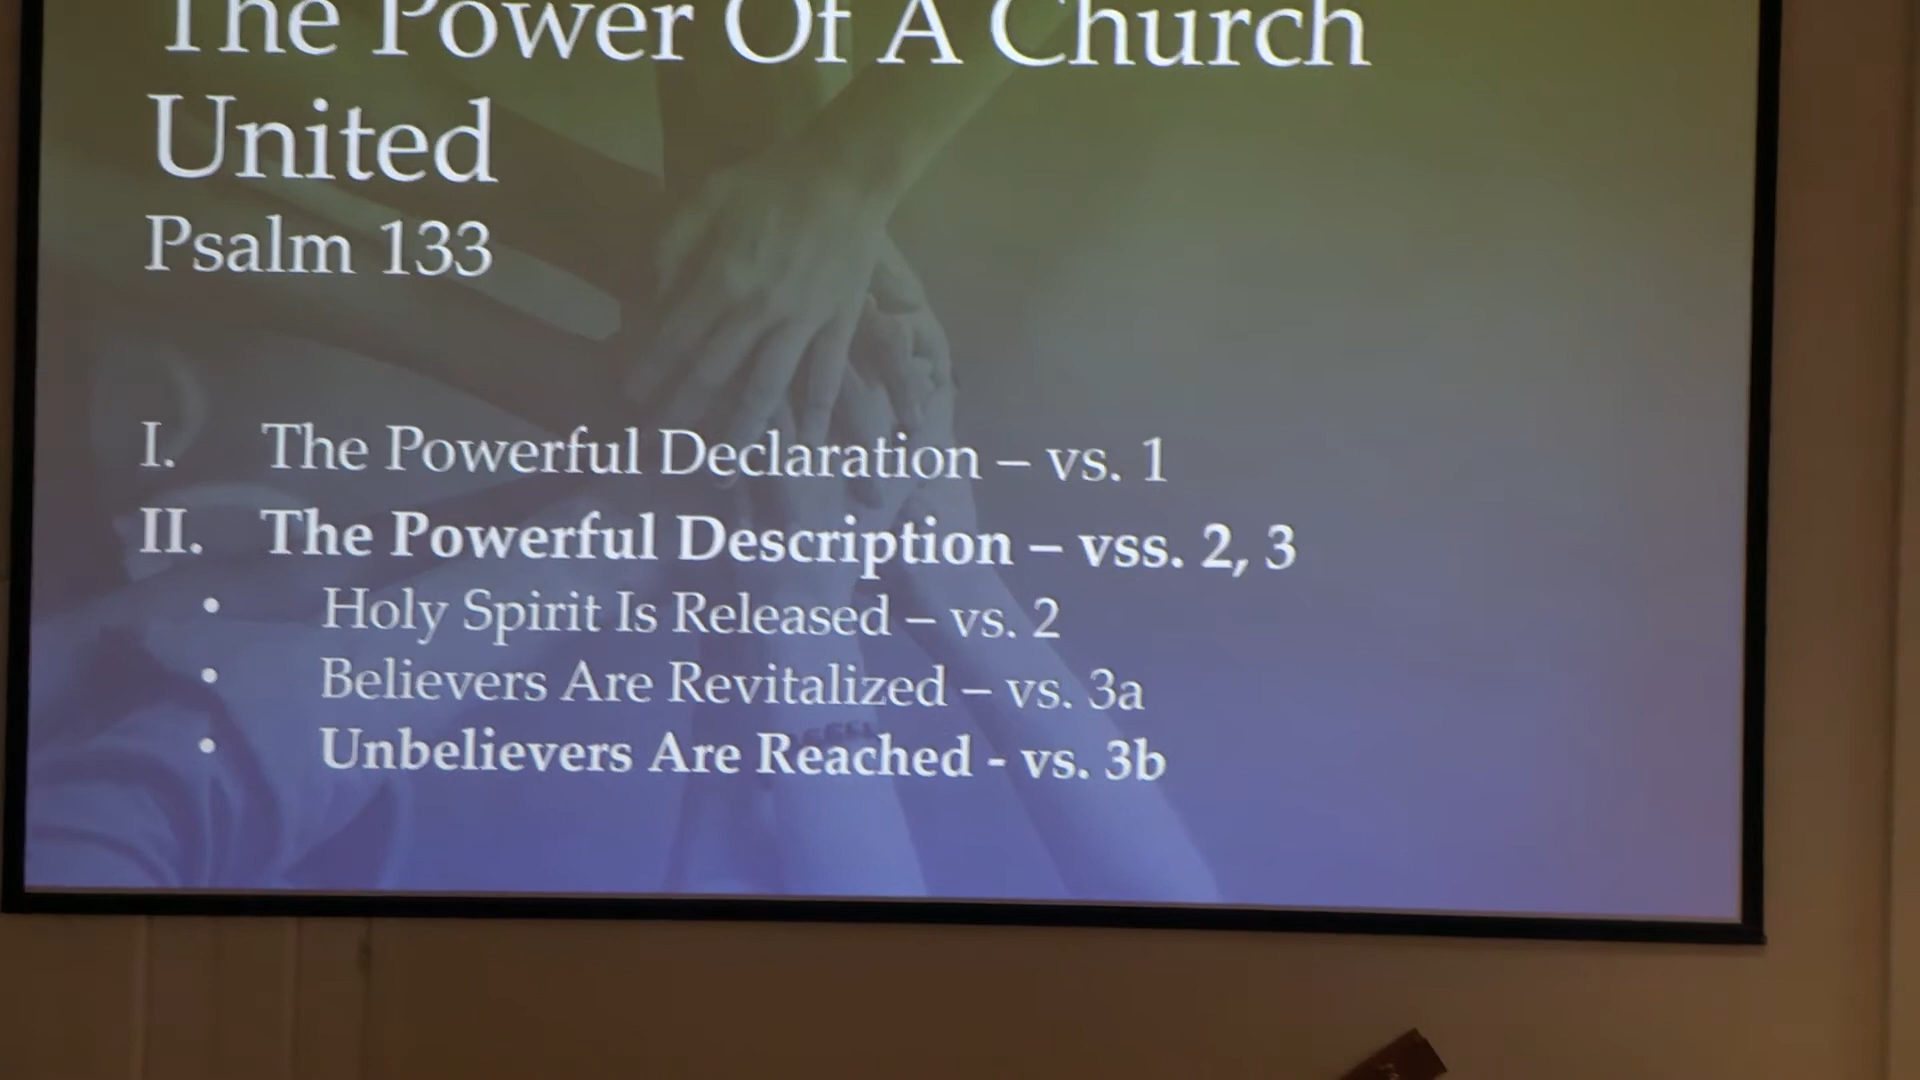 The Power Of A Church
United
Psalm 133
I. The Powerful Declaration – vs. 1
II. The Powerful Description – vss. 2, 3
• Holy Spirit Is Released – vs. 2
• Believers Are Revitalized – vs. 3a
• Unbelievers Are Reached - vs. 3b